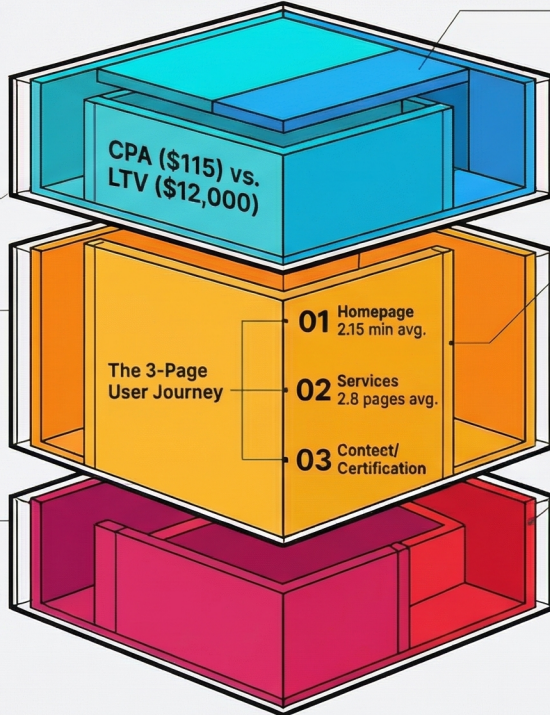 CPA ($115) vs.
LTV ($12,000)
The 3-Page
User Journey
01 Homepage
2.15 min avg.
02 Services
2.8 pages avg.
03 Contect/
Certification